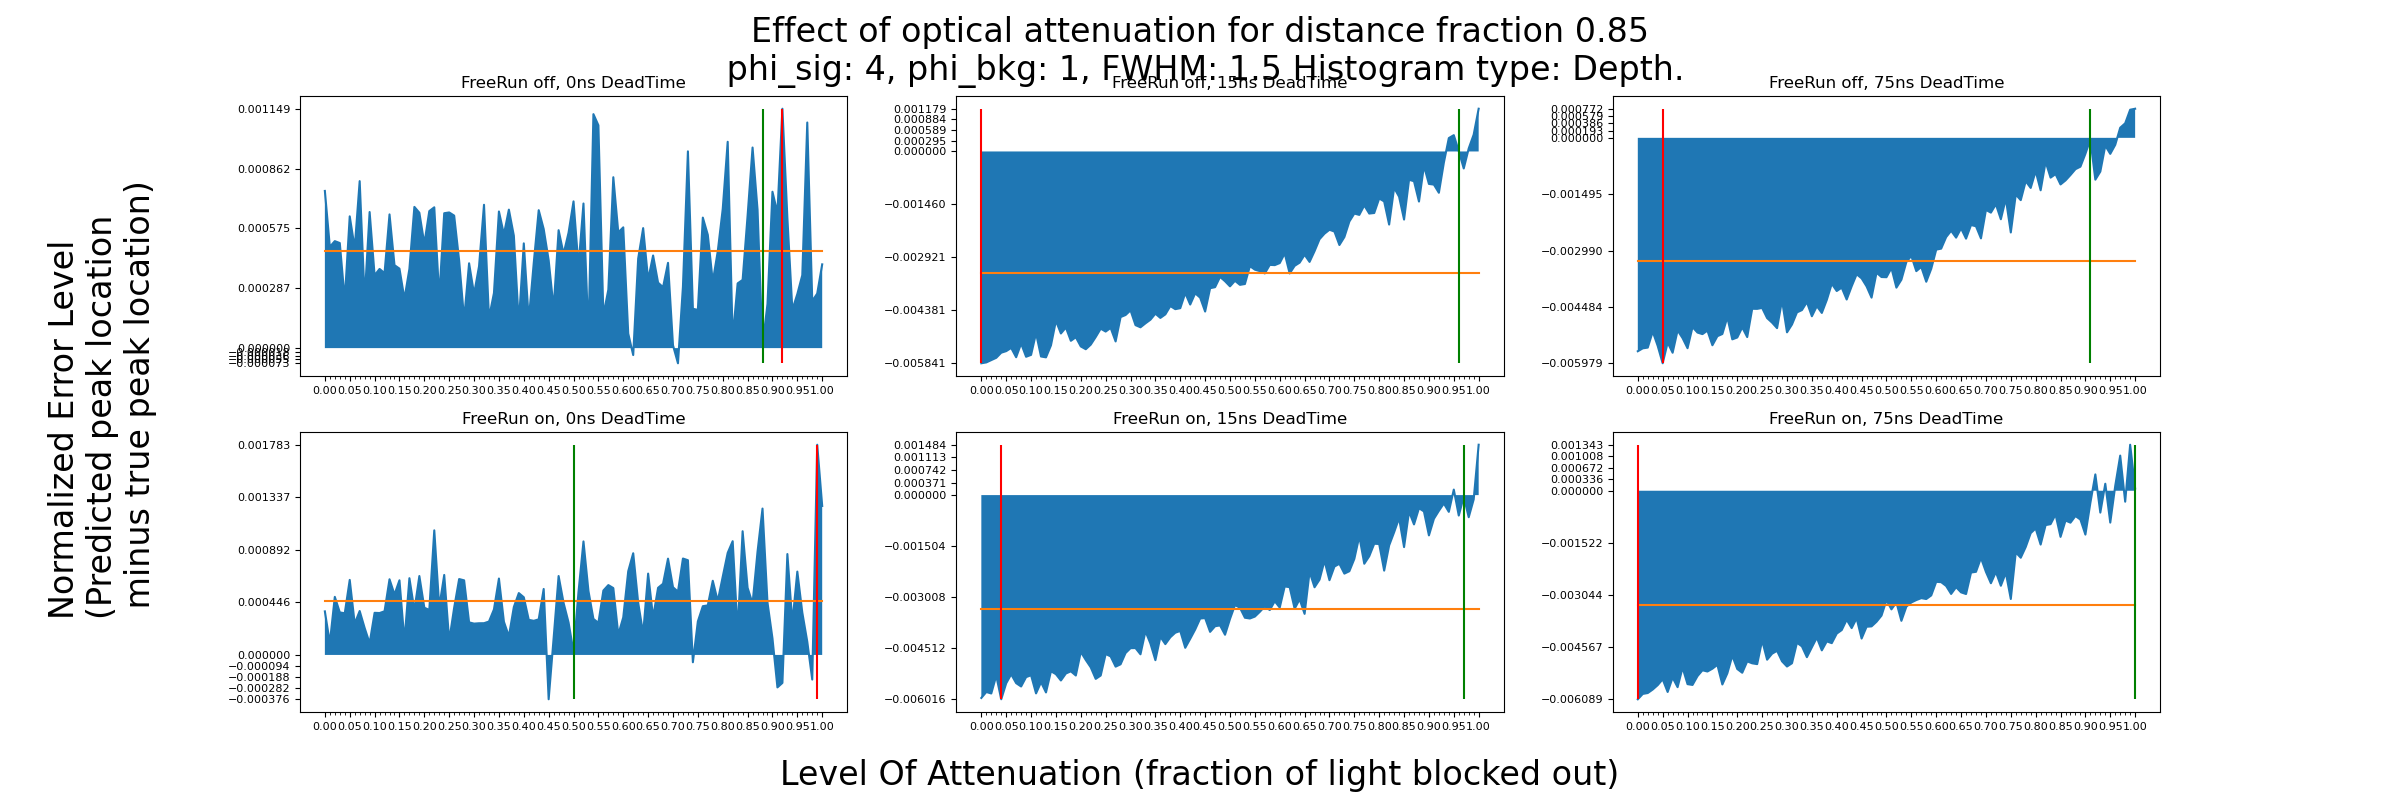 Effect of optical attenuation for distance fraction 0.85
phi_sig: 4, phi_bkg: 1, FWHM: 1.5 Histogram type: Depth.
Normalized Error Level
(Predicted peak location
minus true peak location)
FreeRun off, 0ns DeadTime
0.001149
0.000862
0.000575
0.000287
0.000000
−0.000073
0.00 0.05 0.10 0.15 0.20 0.25 0.30 0.35 0.40 0.45 0.50 0.55 0.60 0.65 0.70 0.75 0.80 0.85 0.90 0.95 1.00
FreeRun off, 15ns DeadTime
0.001179
0.000884
0.000589
0.000295
0.000000
−0.001460
−0.002921
−0.004381
−0.005841
0.00 0.05 0.10 0.15 0.20 0.25 0.30 0.35 0.40 0.45 0.50 0.55 0.60 0.65 0.70 0.75 0.80 0.85 0.90 0.95 1.00
FreeRun off, 75ns DeadTime
0.000772
0.000579
0.000386
0.000193
0.000000
−0.001495
−0.002990
−0.004484
−0.005979
0.00 0.05 0.10 0.15 0.20 0.25 0.30 0.35 0.40 0.45 0.50 0.55 0.60 0.65 0.70 0.75 0.80 0.85 0.90 0.95 1.00
FreeRun on, 0ns DeadTime
0.001783
0.001337
0.000892
0.000446
0.000000
−0.000094
−0.000188
−0.000282
−0.000376
0.00 0.05 0.10 0.15 0.20 0.25 0.30 0.35 0.40 0.45 0.50 0.55 0.60 0.65 0.70 0.75 0.80 0.85 0.90 0.95 1.00
FreeRun on, 15ns DeadTime
0.001484
0.001113
0.000742
0.000371
0.000000
−0.001504
−0.003008
−0.004512
−0.006016
0.00 0.05 0.10 0.15 0.20 0.25 0.30 0.35 0.40 0.45 0.50 0.55 0.60 0.65 0.70 0.75 0.80 0.85 0.90 0.95 1.00
FreeRun on, 75ns DeadTime
0.001343
0.001008
0.000672
0.000336
0.000000
−0.001522
−0.003044
−0.004567
−0.006089
0.00 0.05 0.10 0.15 0.20 0.25 0.30 0.35 0.40 0.45 0.50 0.55 0.60 0.65 0.70 0.75 0.80 0.85 0.90 0.95 1.00
Level Of Attenuation (fraction of light blocked out)